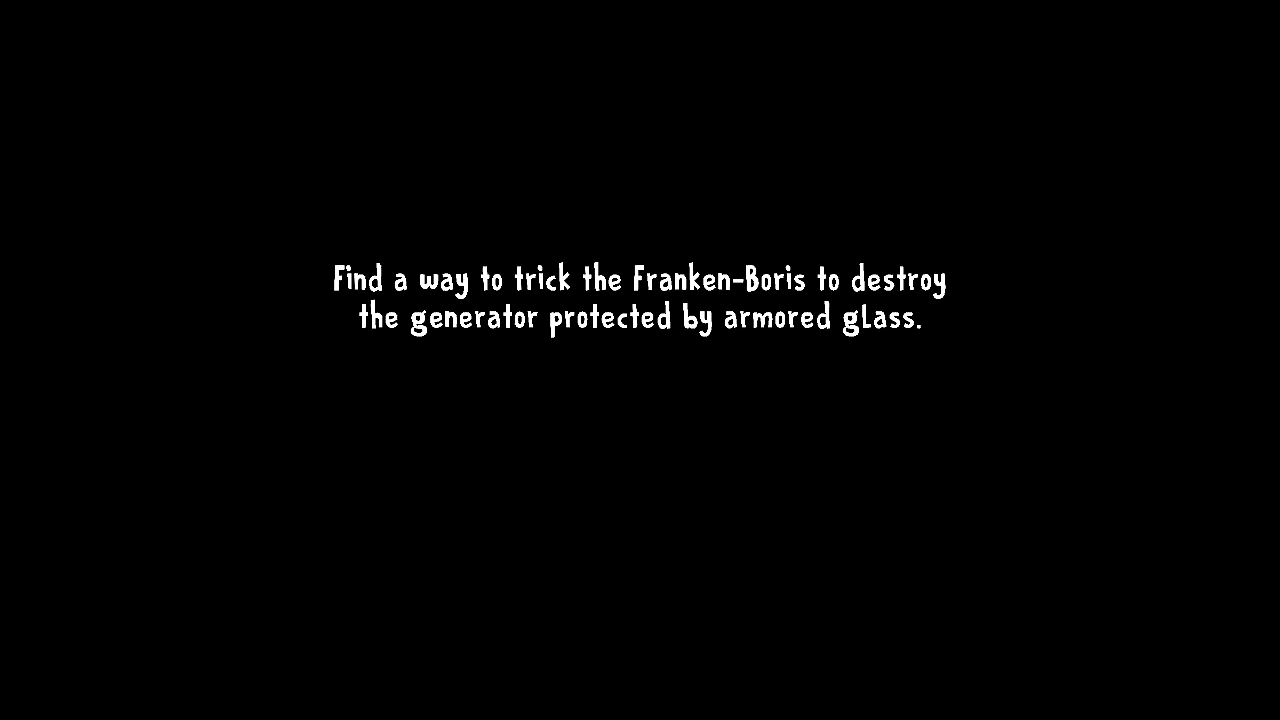 Find a way to trick the Franken-Boris to destroy
the generator protected by armored glass.